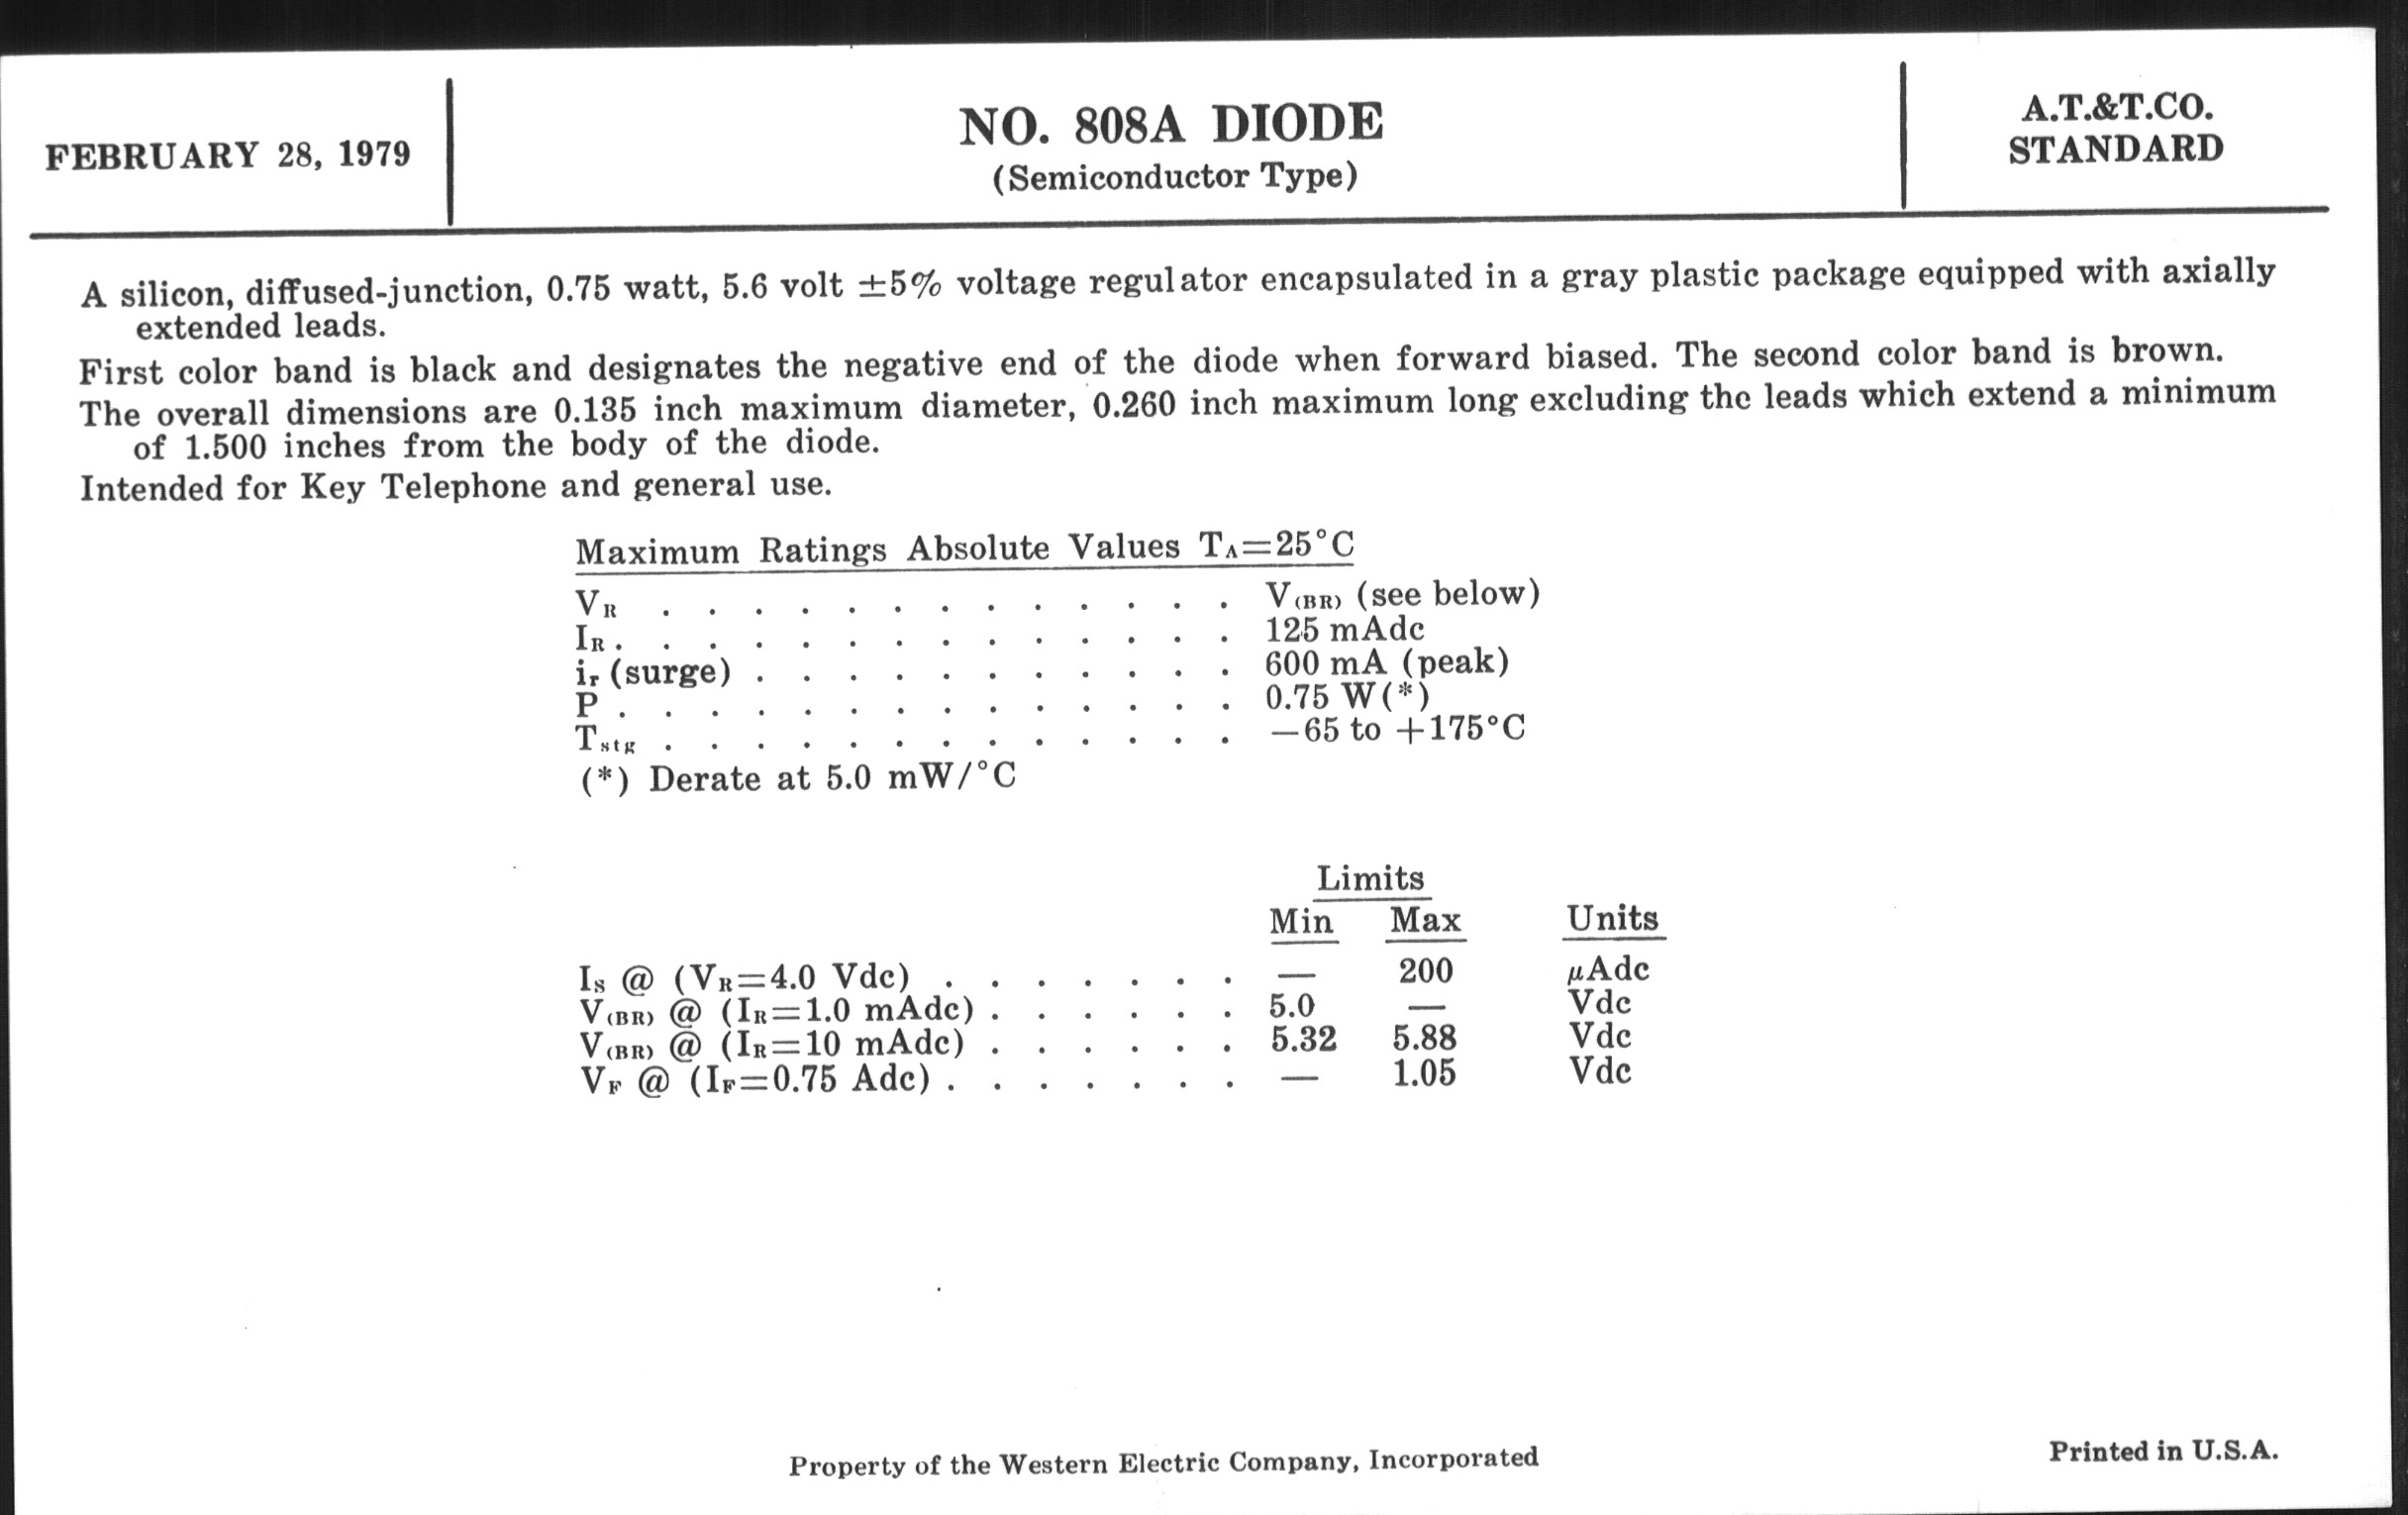 FEBRUARY 28, 1979
NO. 808A DIODE
(Semiconductor Type)
A.T.&T.CO.
STANDARD
A silicon, diffused-junction, 0.75 watt, 5.6 volt ±5% voltage regulator encapsulated in a gray plastic package equipped with axially
extended leads.
First color band is black and designates the negative end of the diode when forward biased. The second color band is brown.
The overall dimensions are 0.135 inch maximum diameter, 0.260 inch maximum long excluding the leads which extend a minimum
of 1.500 inches from the body of the diode.
Intended for Key Telephone and general use.
Maximum Ratings Absolute Values TA=25°C
VR . . . . . . . . . . . . . V(BR) (see below)
IR . . . . . . . . . . . . . . 125 mAdc
ir (surge) . . . . . . . . . . . 600 mA (peak)
P . . . . . . . . . . . . . . 0.75 W(*)
Tstg . . . . . . . . . . . . . —65 to +175°C
(*) Derate at 5.0 mW/°C
Limits
Min Max Units
IS @ (VR=4.0 Vdc) . . . . . . . — 200 μAdc
V(BR) @ (IR=1.0 mAdc) . . . . . . 5.0 — Vdc
V(BR) @ (IR=10 mAdc) . . . . . . 5.32 5.88 Vdc
VF @ (IF=0.75 Adc) . . . . . . . — 1.05 Vdc
Property of the Western Electric Company, Incorporated
Printed in U.S.A.